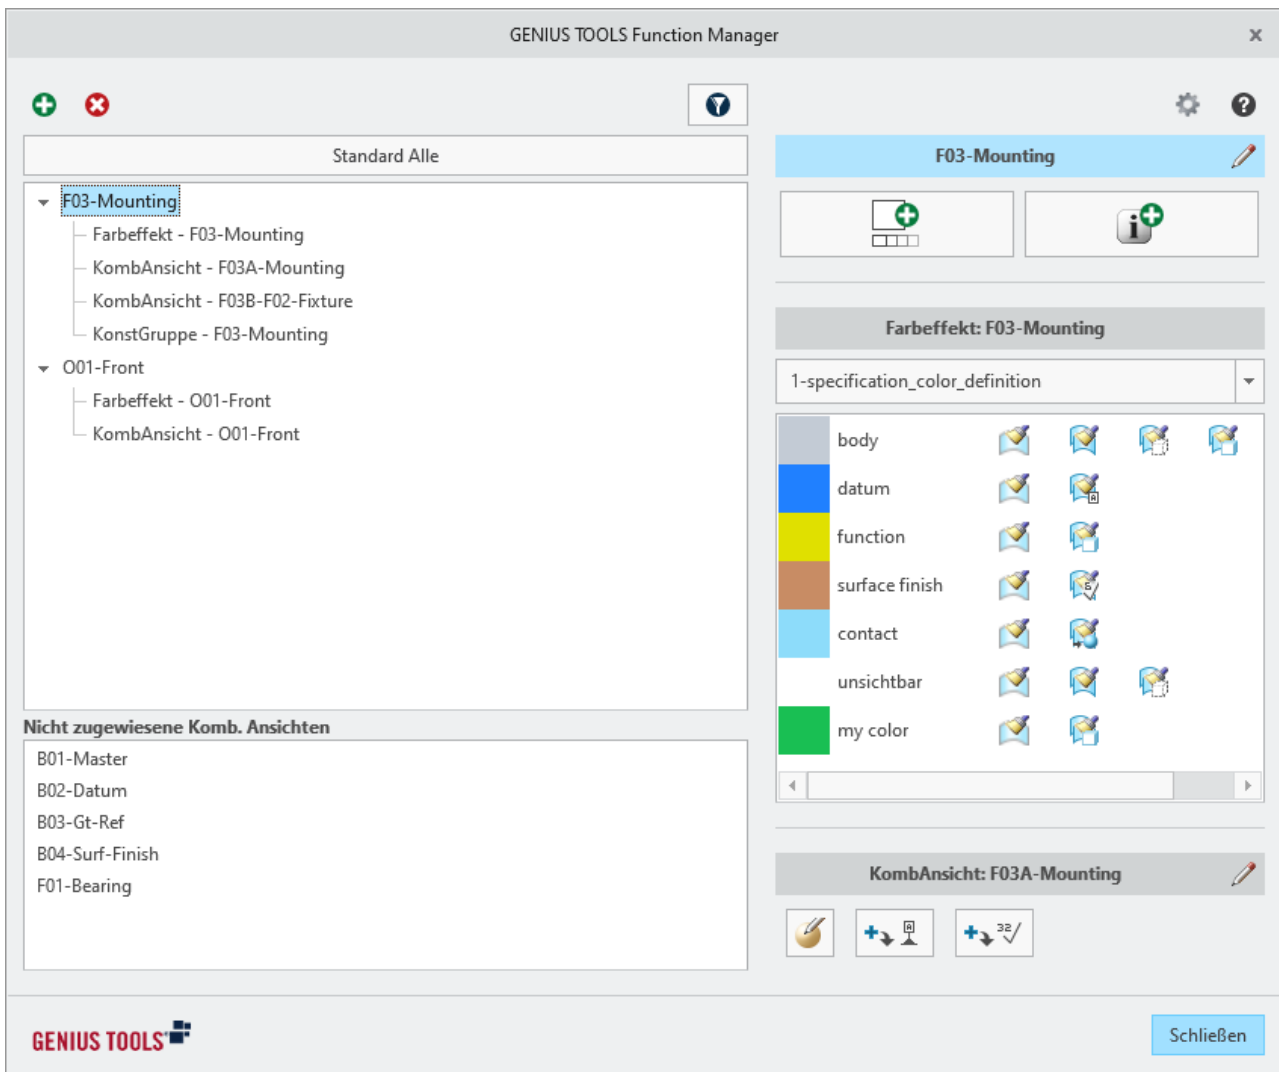 GENIUS TOOLS Function Manager
Standard Alle
F03-Mounting
Farbeffekt - F03-Mounting
KombAnsicht - F03A-Mounting
KombAnsicht - F03B-F02-Fixture
KonstGruppe - F03-Mounting
O01-Front
Farbeffekt - O01-Front
KombAnsicht - O01-Front
Nicht zugewiesene Komb. Ansichten
B01-Master
B02-Datum
B03-Gt-Ref
B04-Surf-Finish
F01-Bearing
F03-Mounting
Farbeffekt: F03-Mounting
1-specification_color_definition
body
datum
function
surface finish
contact
unsichtbar
my color
KombAnsicht: F03A-Mounting
A
32
GENIUS TOOLS
Schließen